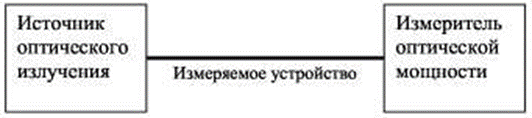 Источник
оптического
излучения
Измеряемое устройство
Измеритель
оптической
мощности